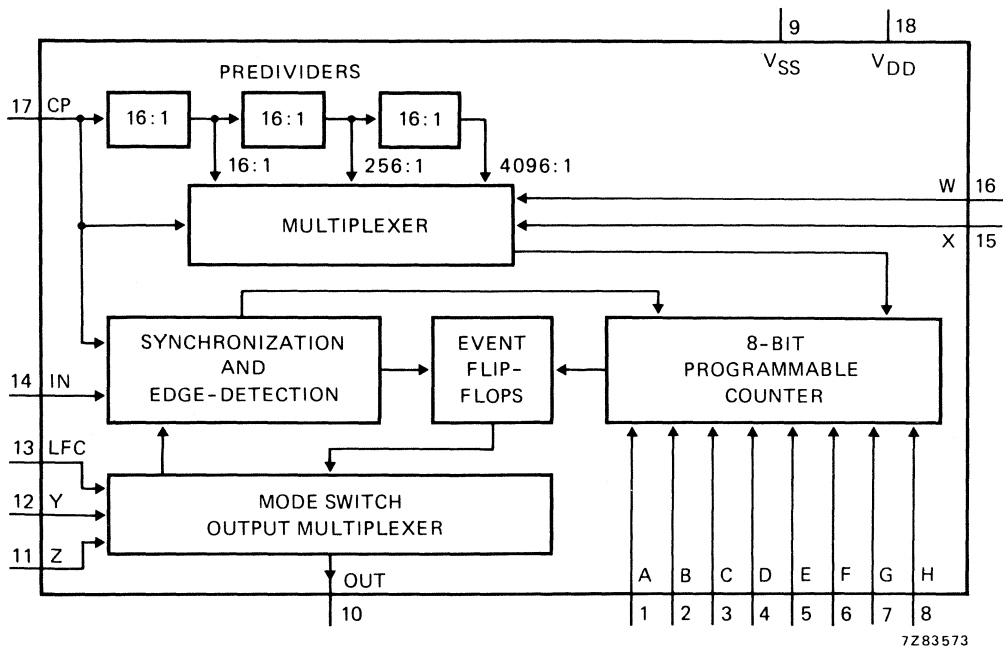 9 18
VSS VDD
PREDIVIDERS
17 CP
16:1 16:1 16:1
16:1 256:1 4096:1
W 16
MULTIPLEXER
X 15
SYNCHRONIZATION
AND
EDGE-DETECTION
EVENT
FLIP-
FLOPS
8-BIT
PROGRAMMABLE
COUNTER
14 IN
13 LFC
12 Y
11 Z
MODE SWITCH
OUTPUT MULTIPLEXER
OUT
10
A B C D E F G H
1 2 3 4 5 6 7 8
7Z83573